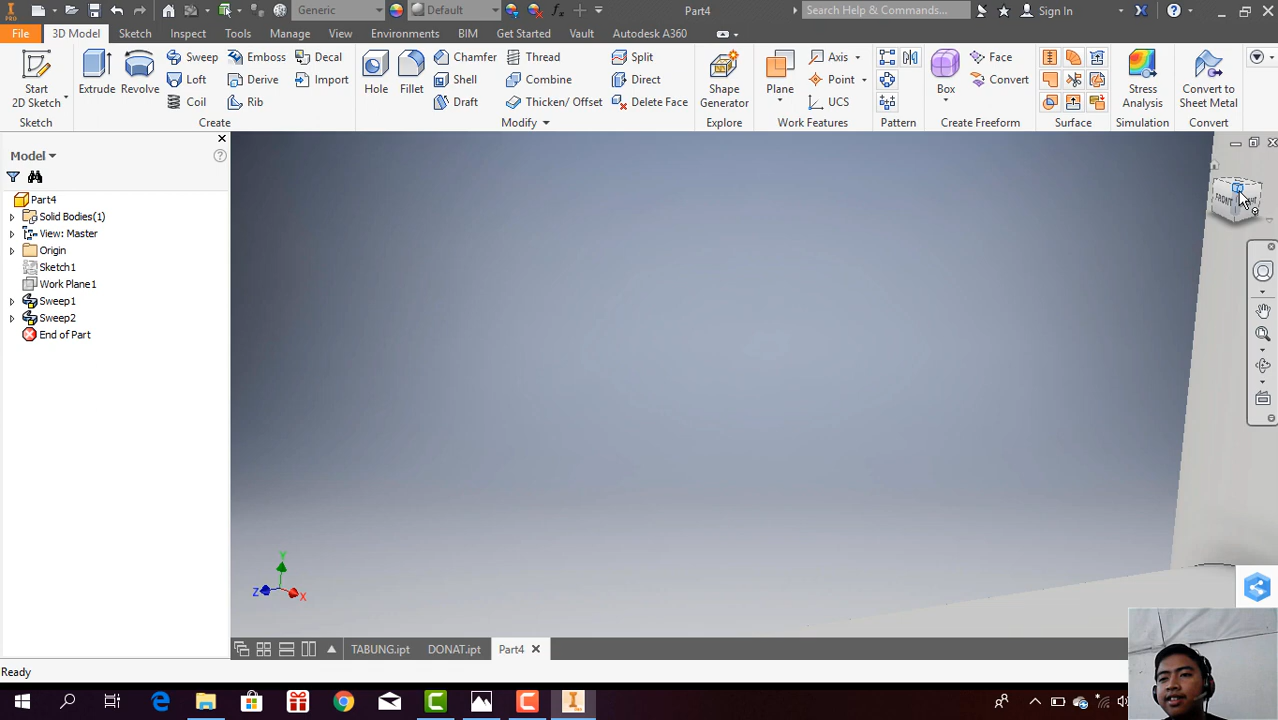 PRO
Generic
Default
fx
Part4
Search Help & Commands...
Sign In
File
3D Model
Sketch
Inspect
Tools
Manage
View
Environments
BIM
Get Started
Vault
Autodesk A360
Start
2D Sketch
Extrude
Revolve
Sweep
Emboss
Decal
Loft
Derive
Import
Coil
Rib
Hole
Fillet
Chamfer
Thread
Split
Shell
Combine
Direct
Draft
Thicken/ Offset
Delete Face
Shape
Generator
Plane
Axis
Point
UCS
Box
Face
Convert
Stress
Analysis
Convert to
Sheet Metal
Sketch
Create
Modify
Explore
Work Features
Pattern
Create Freeform
Surface
Simulation
Convert
Model
Part4
Solid Bodies(1)
View: Master
Origin
Sketch1
Work Plane1
Sweep1
Sweep2
End of Part
FRONT
Y
Z
X
TABUNG.ipt
DONAT.ipt
Part4
Ready